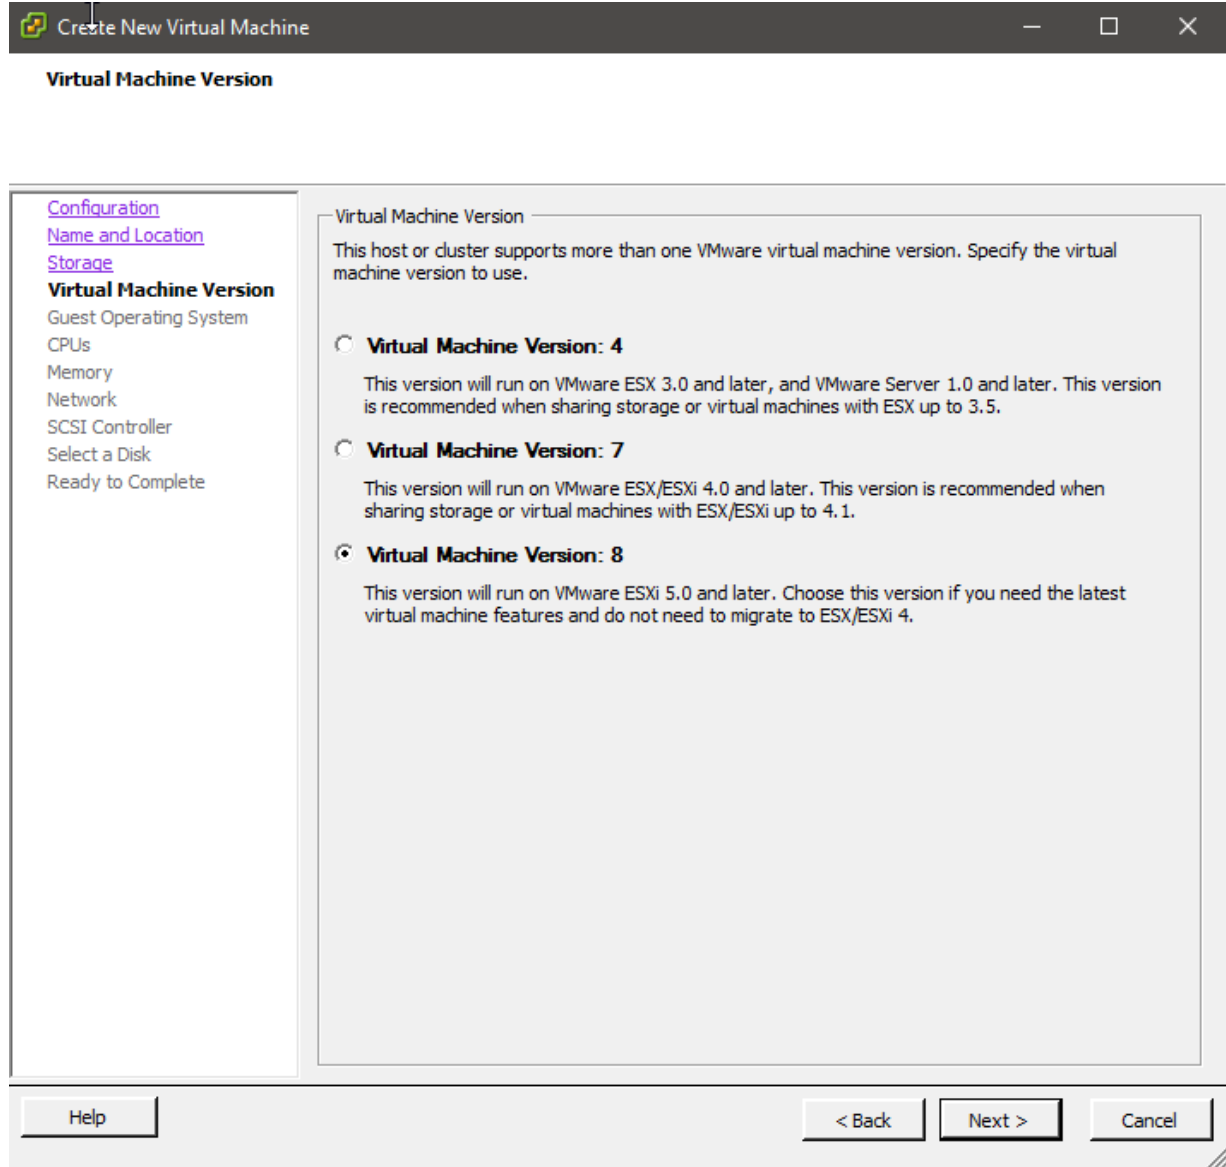 Create New Virtual Machine
Virtual Machine Version
Configuration
Name and Location
Storage
Virtual Machine Version
Guest Operating System
CPUs
Memory
Network
SCSI Controller
Select a Disk
Ready to Complete
Virtual Machine Version
This host or cluster supports more than one VMware virtual machine version. Specify the virtual
machine version to use.
Virtual Machine Version: 4
This version will run on VMware ESX 3.0 and later, and VMware Server 1.0 and later. This version
is recommended when sharing storage or virtual machines with ESX up to 3.5.
Virtual Machine Version: 7
This version will run on VMware ESX/ESXi 4.0 and later. This version is recommended when
sharing storage or virtual machines with ESX/ESXi up to 4.1.
Virtual Machine Version: 8
This version will run on VMware ESXi 5.0 and later. Choose this version if you need the latest
virtual machine features and do not need to migrate to ESX/ESXi 4.
Help
< Back
Next >
Cancel